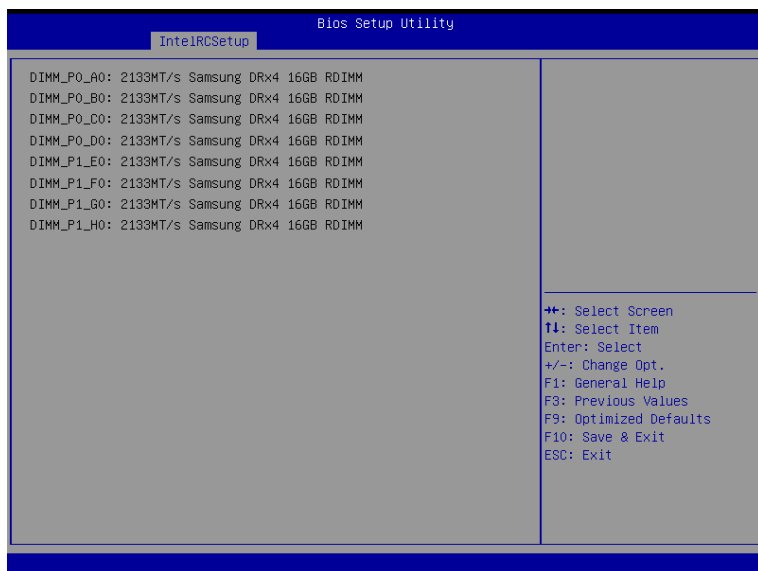 Bios Setup Utility
IntelRCSetup
DIMM_P0_A0: 2133MT/s Samsung DRx4 16GB RDIMM
DIMM_P0_B0: 2133MT/s Samsung DRx4 16GB RDIMM
DIMM_P0_C0: 2133MT/s Samsung DRx4 16GB RDIMM
DIMM_P0_D0: 2133MT/s Samsung DRx4 16GB RDIMM
DIMM_P1_E0: 2133MT/s Samsung DRx4 16GB RDIMM
DIMM_P1_F0: 2133MT/s Samsung DRx4 16GB RDIMM
DIMM_P1_G0: 2133MT/s Samsung DRx4 16GB RDIMM
DIMM_P1_H0: 2133MT/s Samsung DRx4 16GB RDIMM
→←: Select Screen
↑↓: Select Item
Enter: Select
+/-: Change Opt.
F1: General Help
F3: Previous Values
F9: Optimized Defaults
F10: Save & Exit
ESC: Exit